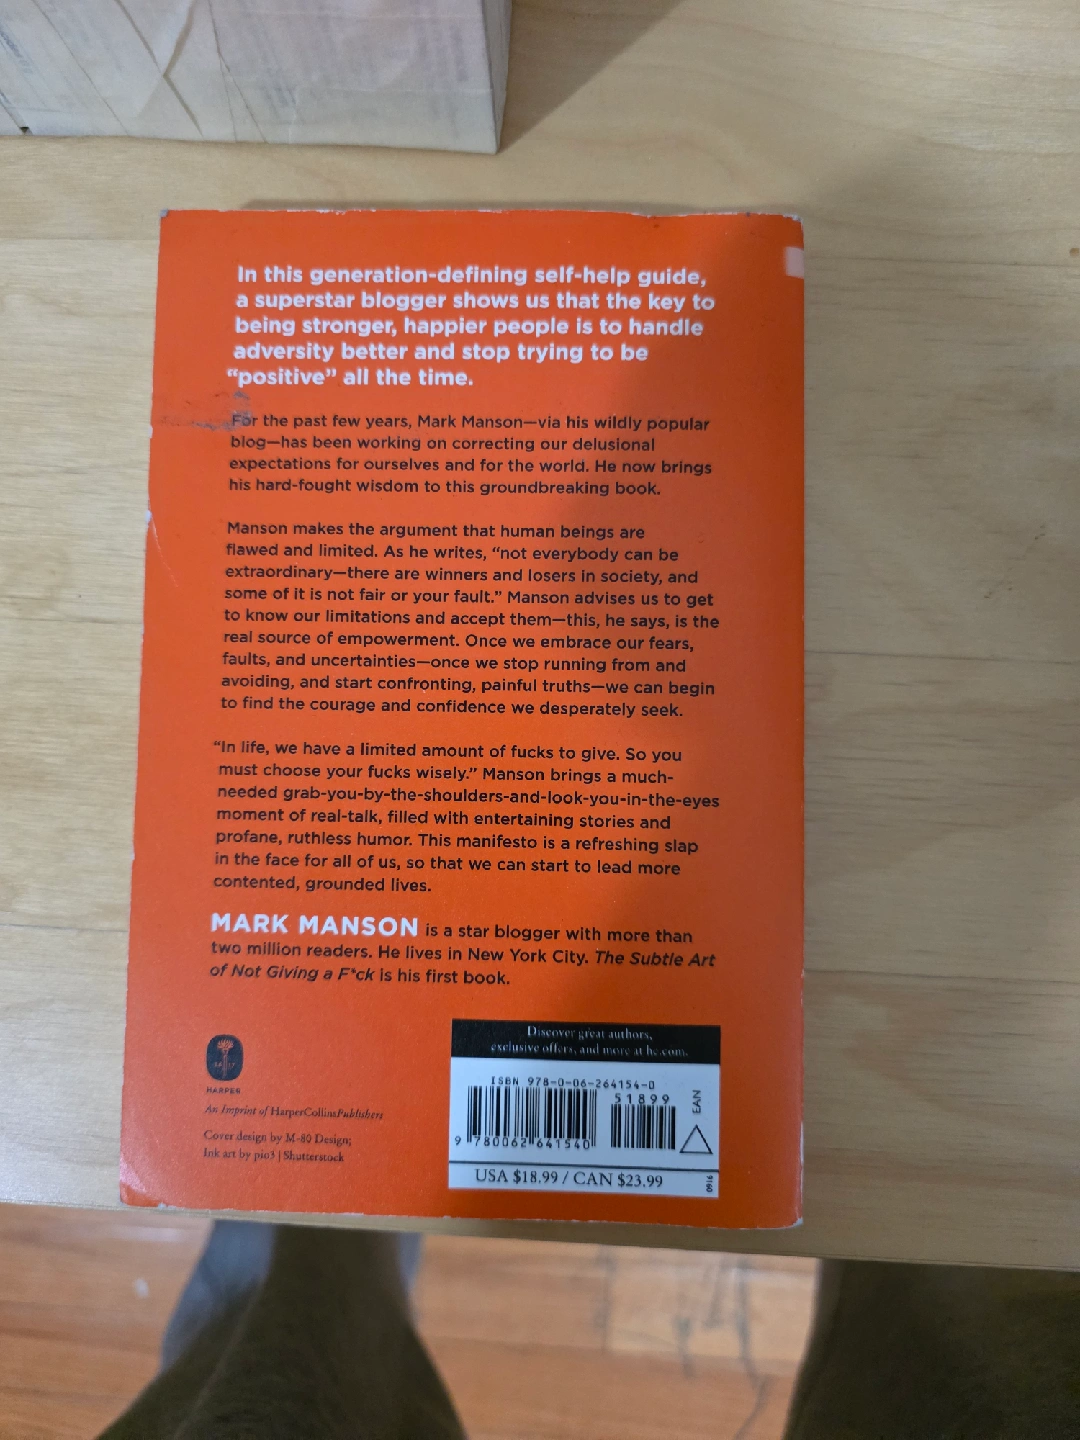 In this generation-defining self-help guide,
a superstar blogger shows us that the key to
being stronger, happier people is to handle
adversity better and stop trying to be
“positive” all the time.
For the past few years, Mark Manson—via his wildly popular
blog—has been working on correcting our delusional
expectations for ourselves and for the world. He now brings
his hard-fought wisdom to this groundbreaking book.
Manson makes the argument that human beings are
flawed and limited. As he writes, “not everybody can be
extraordinary—there are winners and losers in society, and
some of it is not fair or your fault.” Manson advises us to get
to know our limitations and accept them—this, he says, is the
real source of empowerment. Once we embrace our fears,
faults, and uncertainties—once we stop running from and
avoiding, and start confronting, painful truths—we can begin
to find the courage and confidence we desperately seek.
“In life, we have a limited amount of fucks to give. So you
must choose your fucks wisely.” Manson brings a much-
needed grab-you-by-the-shoulders-and-look-you-in-the-eyes
moment of real-talk, filled with entertaining stories and
profane, ruthless humor. This manifesto is a refreshing slap
in the face for all of us, so that we can start to lead more
contented, grounded lives.
MARK MANSON is a star blogger with more than
two million readers. He lives in New York City. The Subtle Art
of Not Giving a F*ck is his first book.
HARPER
An Imprint of HarperCollinsPublishers
Cover design by M-80 Design;
Ink art by pio3 | Shutterstock
Discover great authors,
exclusive offers, and more at hc.com.
ISBN 978-0-06-264154-0
51899
EAN
9 780062 641540
USA $18.99 / CAN $23.99
0916